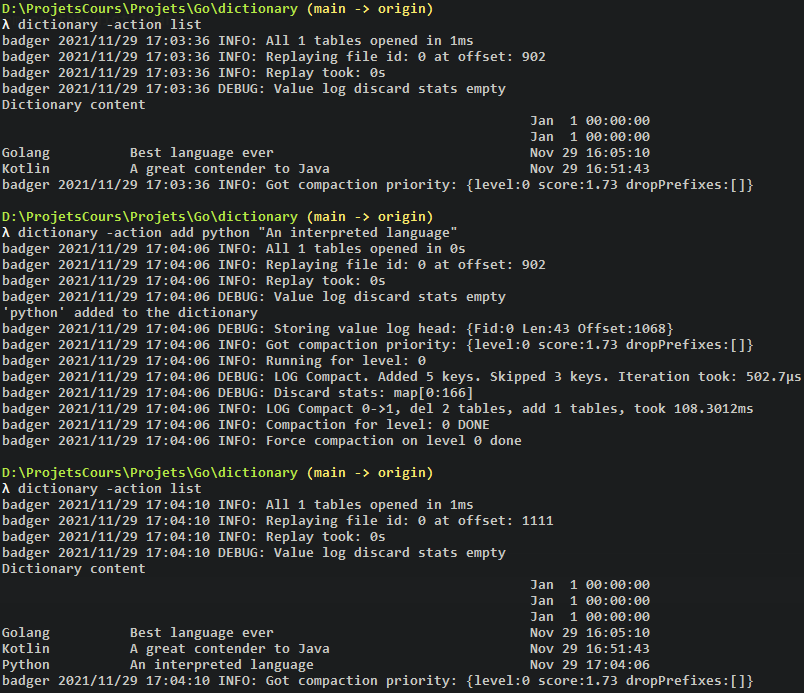 D:\ProjetsCours\Projets\Go\dictionary (main -> origin)
λ dictionary -action list
badger 2021/11/29 17:03:36 INFO: All 1 tables opened in 1ms
badger 2021/11/29 17:03:36 INFO: Replaying file id: 0 at offset: 902
badger 2021/11/29 17:03:36 INFO: Replay took: 0s
badger 2021/11/29 17:03:36 DEBUG: Value log discard stats empty
Dictionary content
Jan  1 00:00:00
Jan  1 00:00:00
Golang          Best language ever                                Nov 29 16:05:10
Kotlin          A great contender to Java                         Nov 29 16:51:43
badger 2021/11/29 17:03:36 INFO: Got compaction priority: {level:0 score:1.73 dropPrefixes:[]}
D:\ProjetsCours\Projets\Go\dictionary (main -> origin)
λ dictionary -action add python "An interpreted language"
badger 2021/11/29 17:04:06 INFO: All 1 tables opened in 0s
badger 2021/11/29 17:04:06 INFO: Replaying file id: 0 at offset: 902
badger 2021/11/29 17:04:06 INFO: Replay took: 0s
badger 2021/11/29 17:04:06 DEBUG: Value log discard stats empty
'python' added to the dictionary
badger 2021/11/29 17:04:06 DEBUG: Storing value log head: {Fid:0 Len:43 Offset:1068}
badger 2021/11/29 17:04:06 INFO: Got compaction priority: {level:0 score:1.73 dropPrefixes:[]}
badger 2021/11/29 17:04:06 INFO: Running for level: 0
badger 2021/11/29 17:04:06 DEBUG: LOG Compact. Added 5 keys. Skipped 3 keys. Iteration took: 502.7µs
badger 2021/11/29 17:04:06 DEBUG: Discard stats: map[0:166]
badger 2021/11/29 17:04:06 INFO: LOG Compact 0->1, del 2 tables, add 1 tables, took 108.3012ms
badger 2021/11/29 17:04:06 INFO: Compaction for level: 0 DONE
badger 2021/11/29 17:04:06 INFO: Force compaction on level 0 done
D:\ProjetsCours\Projets\Go\dictionary (main -> origin)
λ dictionary -action list
badger 2021/11/29 17:04:10 INFO: All 1 tables opened in 1ms
badger 2021/11/29 17:04:10 INFO: Replaying file id: 0 at offset: 1111
badger 2021/11/29 17:04:10 INFO: Replay took: 0s
badger 2021/11/29 17:04:10 DEBUG: Value log discard stats empty
Dictionary content
Jan  1 00:00:00
Jan  1 00:00:00
Jan  1 00:00:00
Golang          Best language ever                                Nov 29 16:05:10
Kotlin          A great contender to Java                         Nov 29 16:51:43
Python          An interpreted language                           Nov 29 17:04:06
badger 2021/11/29 17:04:10 INFO: Got compaction priority: {level:0 score:1.73 dropPrefixes:[]}